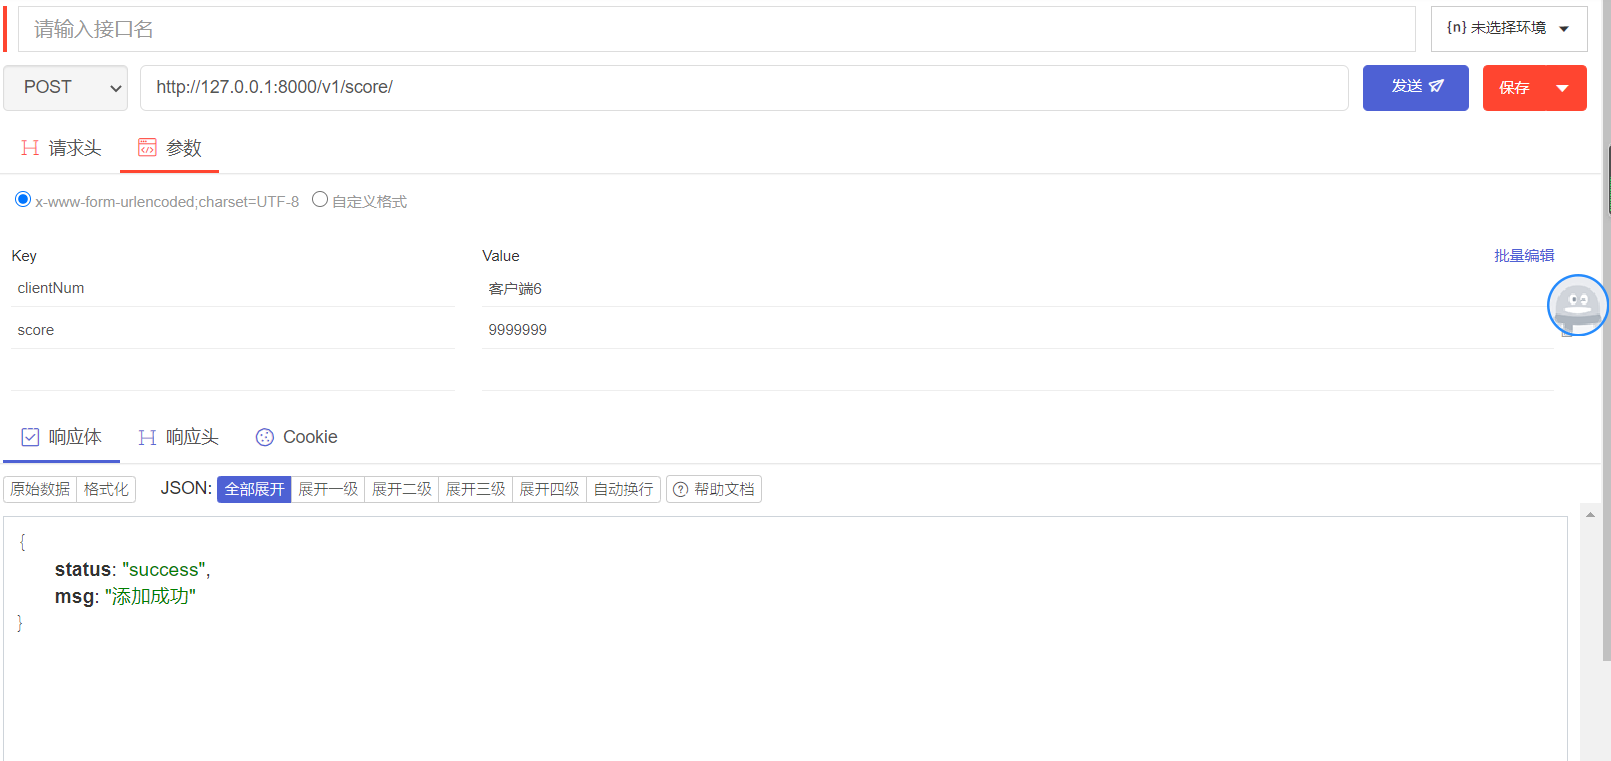 请输入接口名
{n} 未选择环境
POST
http://127.0.0.1:8000/v1/score/
发送
保存
请求头
参数
x-www-form-urlencoded;charset=UTF-8
自定义格式
Key
Value
批量编辑
clientNum
客户端6
score
9999999
响应体
响应头
Cookie
原始数据
格式化
JSON:
全部展开
展开一级
展开二级
展开三级
展开四级
自动换行
帮助文档
{
status: "success",
msg: "添加成功"
}